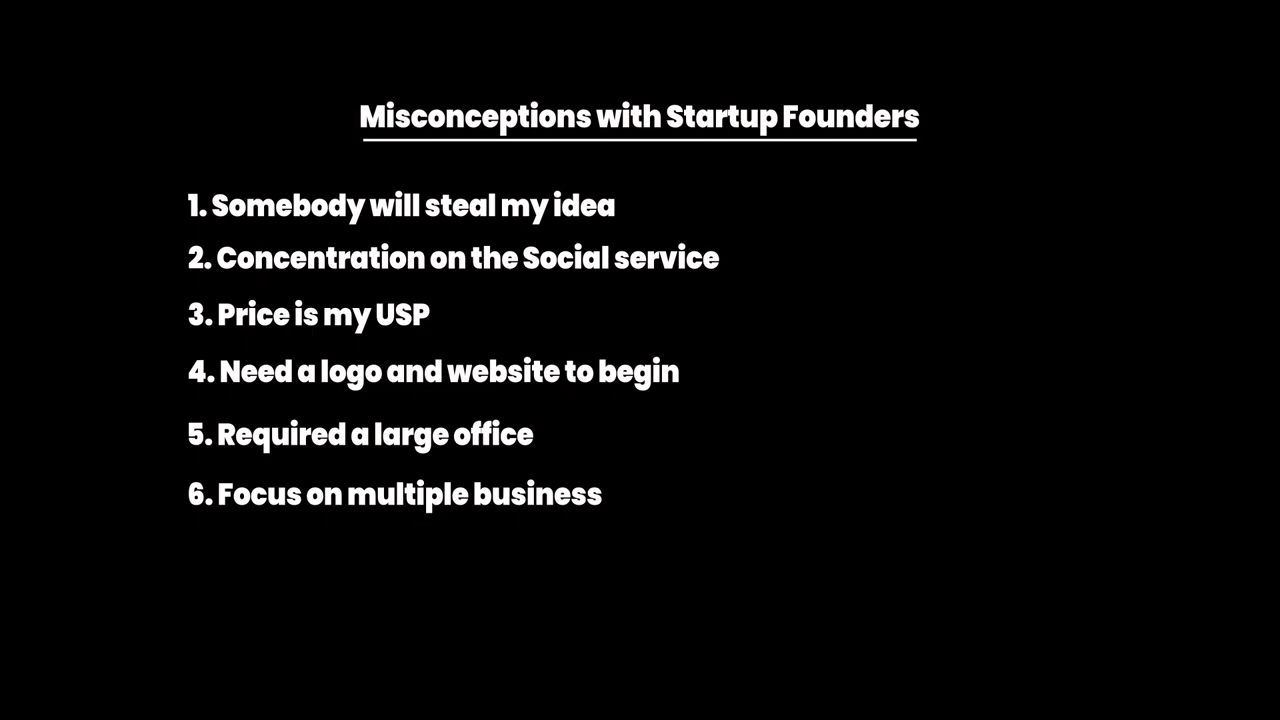 Misconceptions with Startup Founders
1. Somebody will steal my idea
2. Concentration on the Social service
3. Price is my USP
4. Need a logo and website to begin
5. Required a large office
6. Focus on multiple business